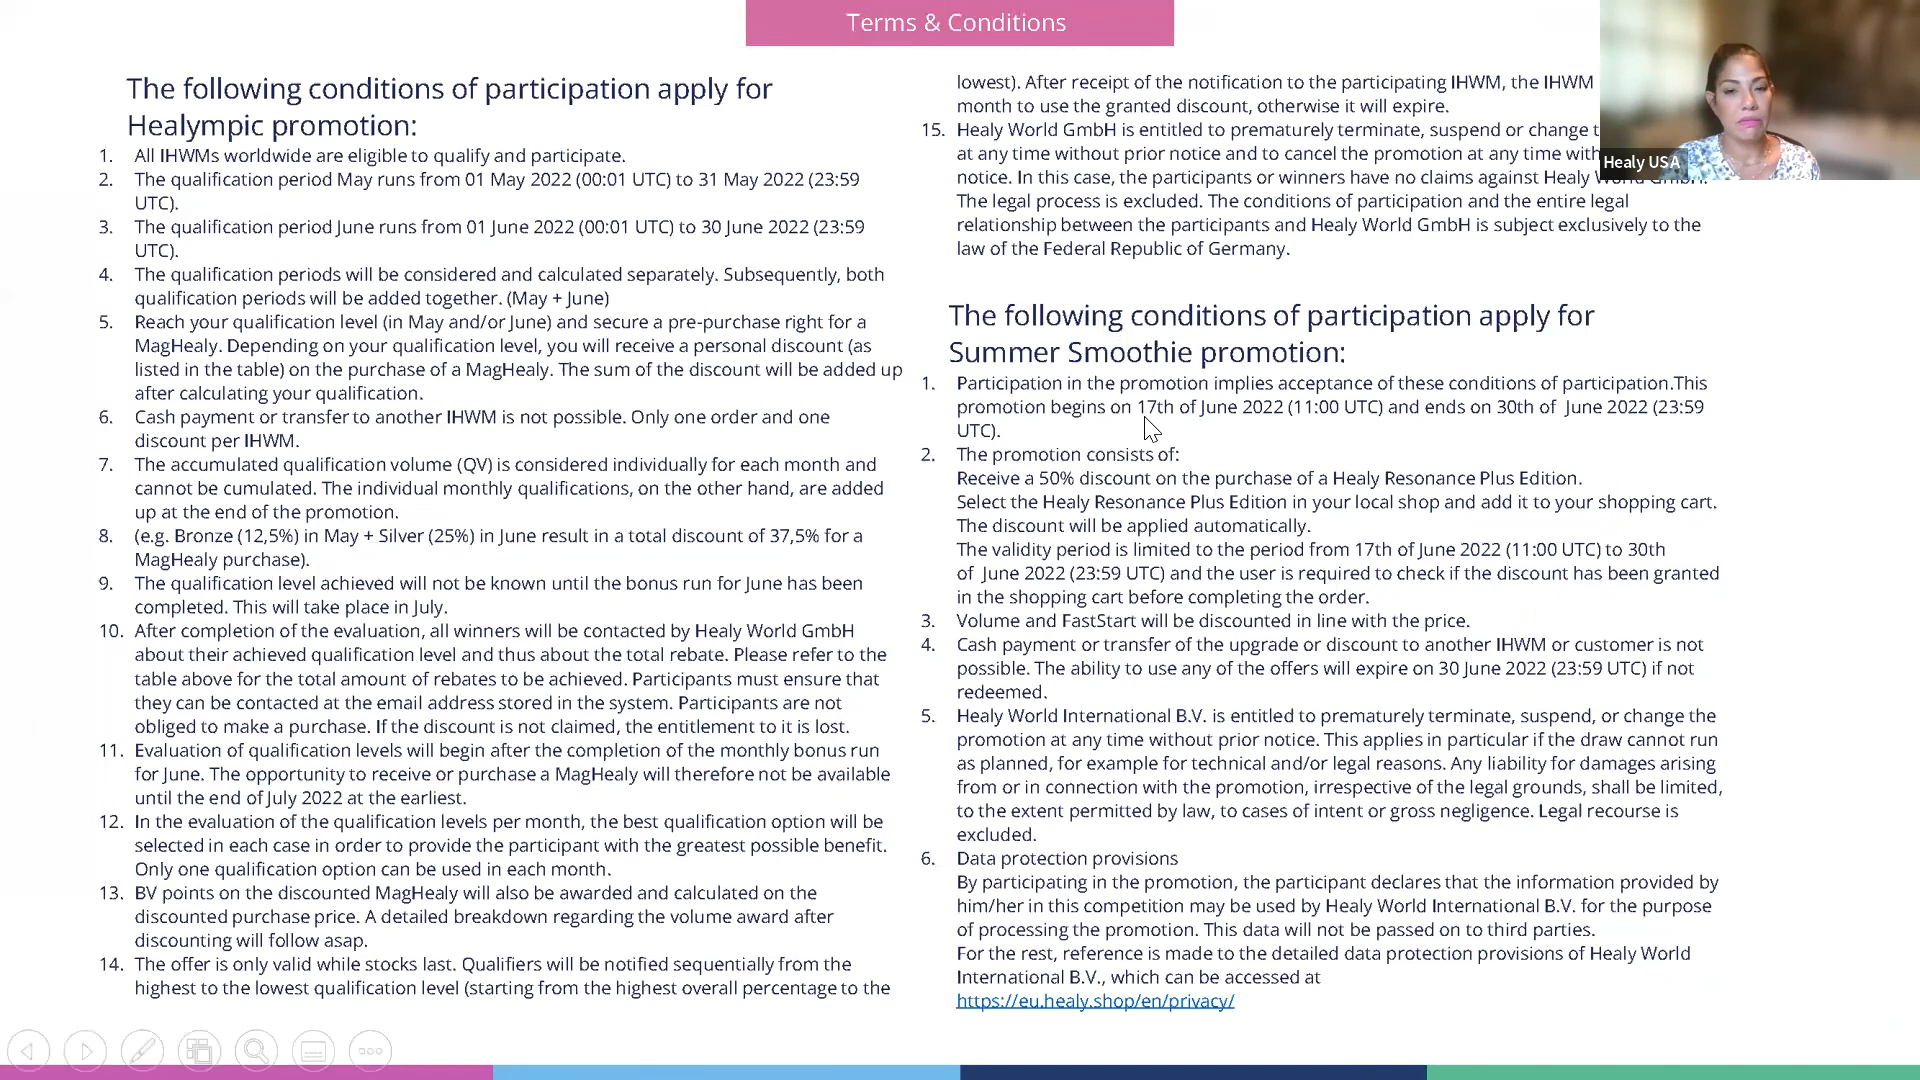 Terms & Conditions
The following conditions of participation apply for
Healympic promotion:
1. All IHWMs worldwide are eligible to qualify and participate.
2. The qualification period May runs from 01 May 2022 (00:01 UTC) to 31 May 2022 (23:59
UTC).
3. The qualification period June runs from 01 June 2022 (00:01 UTC) to 30 June 2022 (23:59
UTC).
4. The qualification periods will be considered and calculated separately. Subsequently, both
qualification periods will be added together. (May + June)
5. Reach your qualification level (in May and/or June) and secure a pre-purchase right for a
MagHealy. Depending on your qualification level, you will receive a personal discount (as
listed in the table) on the purchase of a MagHealy. The sum of the discount will be added up
after calculating your qualification.
6. Cash payment or transfer to another IHWM is not possible. Only one order and one
discount per IHWM.
7. The accumulated qualification volume (QV) is considered individually for each month and
cannot be cumulated. The individual monthly qualifications, on the other hand, are added
up at the end of the promotion.
8. (e.g. Bronze (12,5%) in May + Silver (25%) in June result in a total discount of 37,5% for a
MagHealy purchase).
9. The qualification level achieved will not be known until the bonus run for June has been
completed. This will take place in July.
10. After completion of the evaluation, all winners will be contacted by Healy World GmbH
about their achieved qualification level and thus about the total rebate. Please refer to the
table above for the total amount of rebates to be achieved. Participants must ensure that
they can be contacted at the email address stored in the system. Participants are not
obliged to make a purchase. If the discount is not claimed, the entitlement to it is lost.
11. Evaluation of qualification levels will begin after the completion of the monthly bonus run
for June. The opportunity to receive or purchase a MagHealy will therefore not be available
until the end of July 2022 at the earliest.
12. In the evaluation of the qualification levels per month, the best qualification option will be
selected in each case in order to provide the participant with the greatest possible benefit.
Only one qualification option can be used in each month.
13. BV points on the discounted MagHealy will also be awarded and calculated on the
discounted purchase price. A detailed breakdown regarding the volume award after
discounting will follow asap.
14. The offer is only valid while stocks last. Qualifiers will be notified sequentially from the
highest to the lowest qualification level (starting from the highest overall percentage to the
lowest). After receipt of the notification to the participating IHWM, the IHWM
month to use the granted discount, otherwise it will expire.
15. Healy World GmbH is entitled to prematurely terminate, suspend or change
at any time without prior notice and to cancel the promotion at any time
notice. In this case, the participants or winners have no claims against Healy World GmbH.
The legal process is excluded. The conditions of participation and the entire legal
relationship between the participants and Healy World GmbH is subject exclusively to the
law of the Federal Republic of Germany.
The following conditions of participation apply for
Summer Smoothie promotion:
1. Participation in the promotion implies acceptance of these conditions of participation.This
promotion begins on 17th of June 2022 (11:00 UTC) and ends on 30th of June 2022 (23:59
UTC).
2. The promotion consists of:
Receive a 50% discount on the purchase of a Healy Resonance Plus Edition.
Select the Healy Resonance Plus Edition in your local shop and add it to your shopping cart.
The discount will be applied automatically.
The validity period is limited to the period from 17th of June 2022 (11:00 UTC) to 30th
of June 2022 (23:59 UTC) and the user is required to check if the discount has been granted
in the shopping cart before completing the order.
3. Volume and FastStart will be discounted in line with the price.
4. Cash payment or transfer of the upgrade or discount to another IHWM or customer is not
possible. The ability to use any of the offers will expire on 30 June 2022 (23:59 UTC) if not
redeemed.
5. Healy World International B.V. is entitled to prematurely terminate, suspend, or change the
promotion at any time without prior notice. This applies in particular if the draw cannot run
as planned, for example for technical and/or legal reasons. Any liability for damages arising
from or in connection with the promotion, irrespective of the legal grounds, shall be limited,
to the extent permitted by law, to cases of intent or gross negligence. Legal recourse is
excluded.
6. Data protection provisions
By participating in the promotion, the participant declares that the information provided by
him/her in this competition may be used by Healy World International B.V. for the purpose
of processing the promotion. This data will not be passed on to third parties.
For the rest, reference is made to the detailed data protection provisions of Healy World
International B.V., which can be accessed at
https://eu.healy.shop/en/privacy/
Healy USA